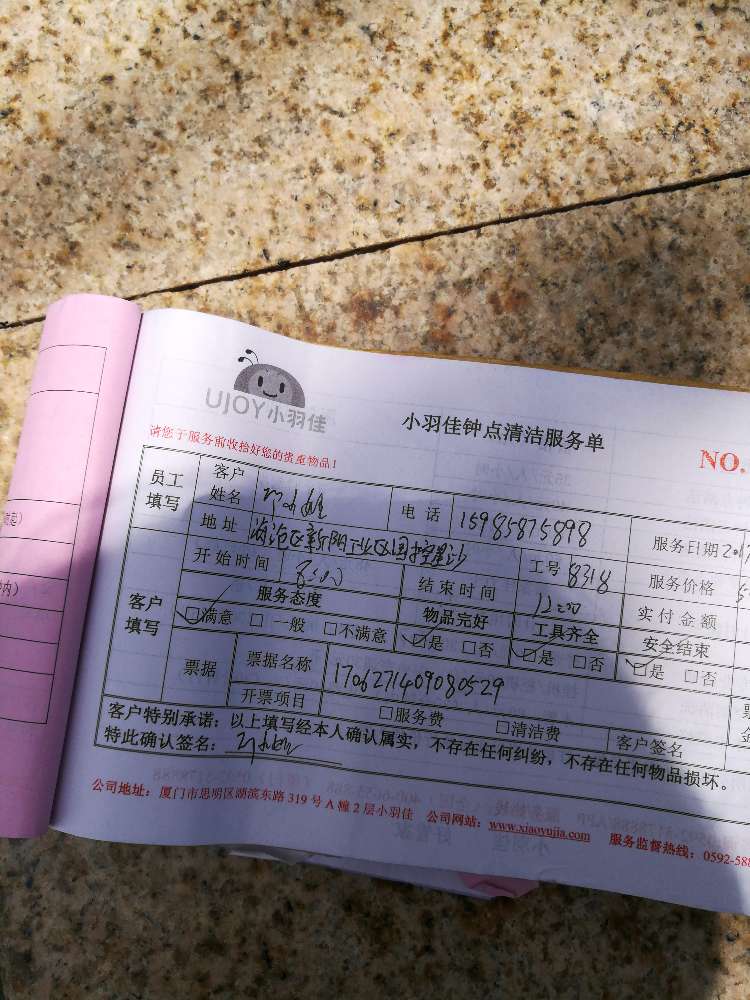 UJOY小羽佳
小羽佳钟点清洁服务单
NO.
请您于服务前收拾好您的贵重物品!
员工填写
客户姓名 电话 15985875898 服务日期 2017
地址 海沧区新阳工业区国控星沙 工号 8318 服务价格
开始时间 8:00 结束时间 12:00 实付金额
客户填写
服务态度 物品完好 工具齐全 安全结束
☑满意 □一般 □不满意 ☑是 □否 ☑是 □否 ☑是 □否
票据 票据名称 1706271409080529
开票项目 □服务费 □清洁费 客户签名
客户特别承诺:以上填写经本人确认属实,不存在任何纠纷,不存在任何物品损坏。
特此确认签名:
公司地址:厦门市思明区湖滨东路319号A幢2层小羽佳 公司网站:www.xiaoyujia.com 服务监督热线:0592-588